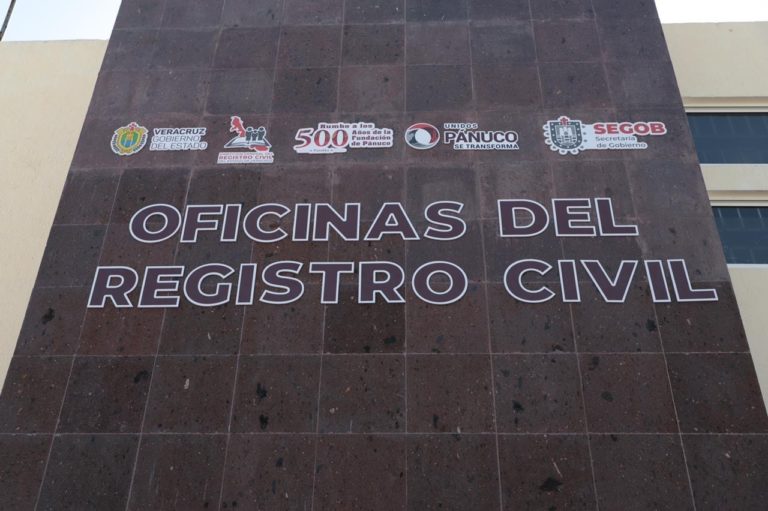 VERACRUZ
GOBIERNO
DEL ESTADO
REGISTRO CIVIL
Rumbo a los
500 Años de la
Fundación
de Pánuco
UNIDOS
PÁNUCO
SE TRANSFORMA
SEGOB
Secretaría
de Gobierno
OFICINAS DEL
REGISTRO CIVIL